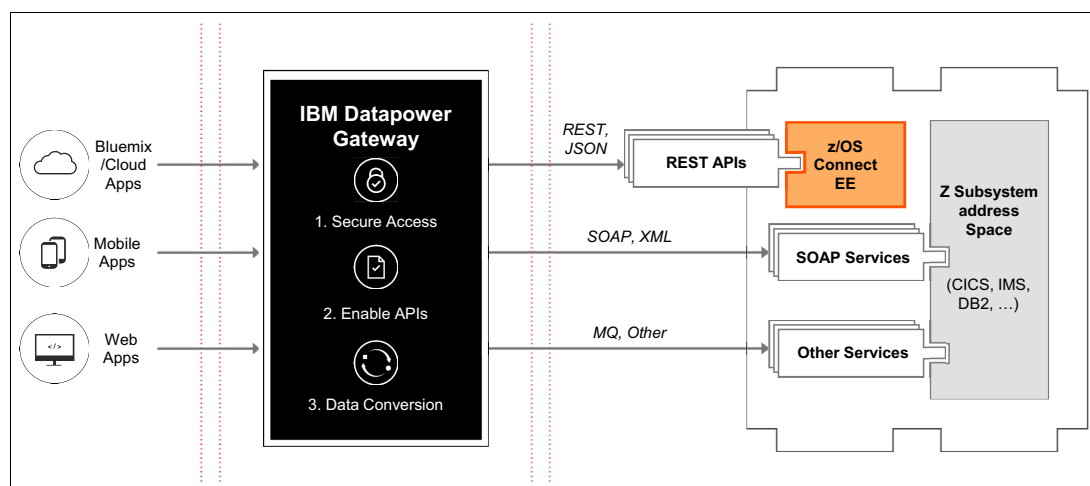 Bluemix
/Cloud
Apps
Mobile
Apps
</>
Web
Apps
IBM Datapower
Gateway
1. Secure Access
2. Enable APIs
3. Data Conversion
REST,
JSON
SOAP, XML
MQ, Other
REST APIs
z/OS
Connect
EE
SOAP Services
Other Services
Z Subsystem
address
Space
(CICS, IMS,
DB2, …)